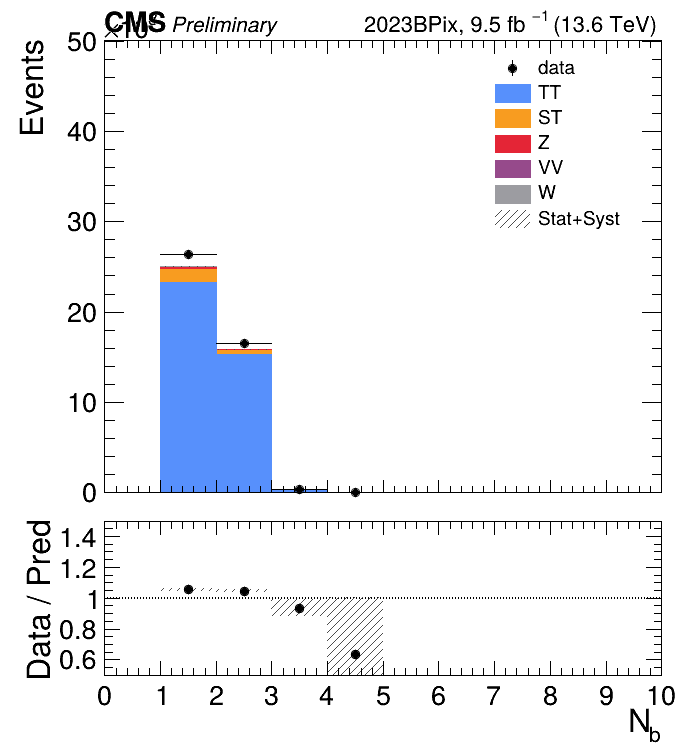 CMS Preliminary 2023BPix, 9.5 fb⁻¹ (13.6 TeV)
Events
50
40
30
20
10
0
data
TT
ST
Z
VV
W
Stat+Syst
Data / Pred
1.4
1.2
1
0.8
0.6
0 1 2 3 4 5 6 7 8 9 10
N_b